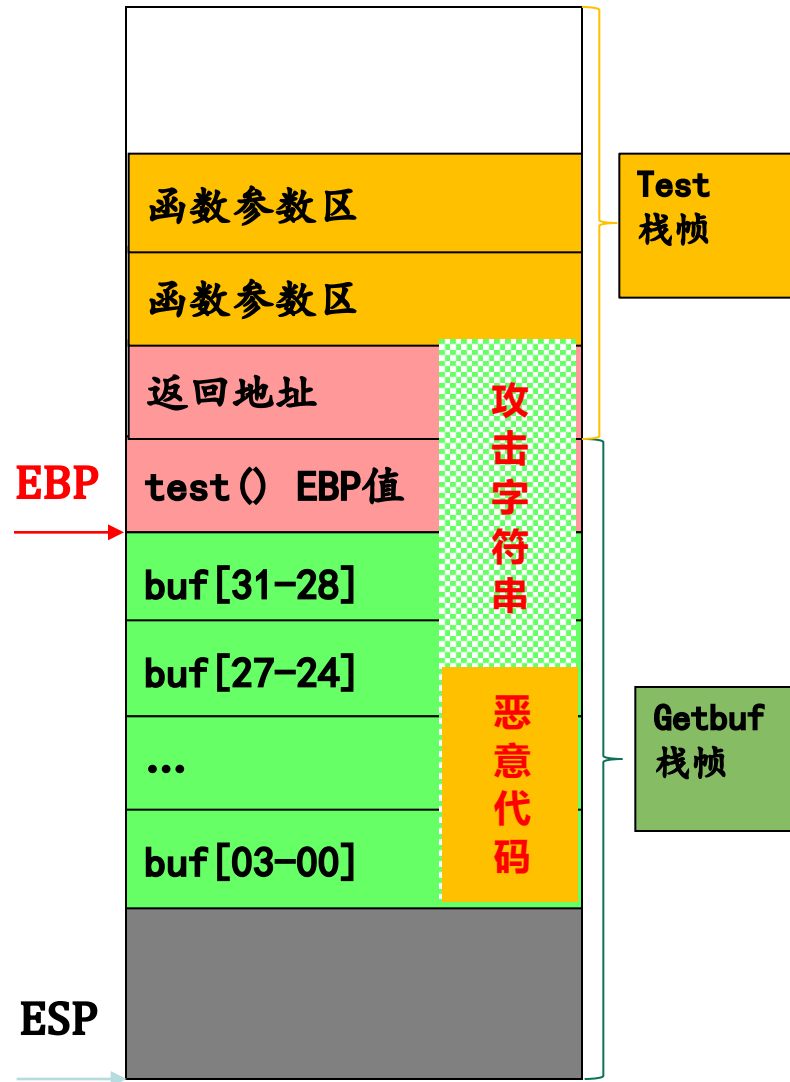 函数参数区
Test
栈帧
函数参数区
返回地址
攻击字符串
EBP
test() EBP值
buf[31-28]
buf[27-24]
恶意代码
Getbuf
栈帧
…
buf[03-00]
ESP